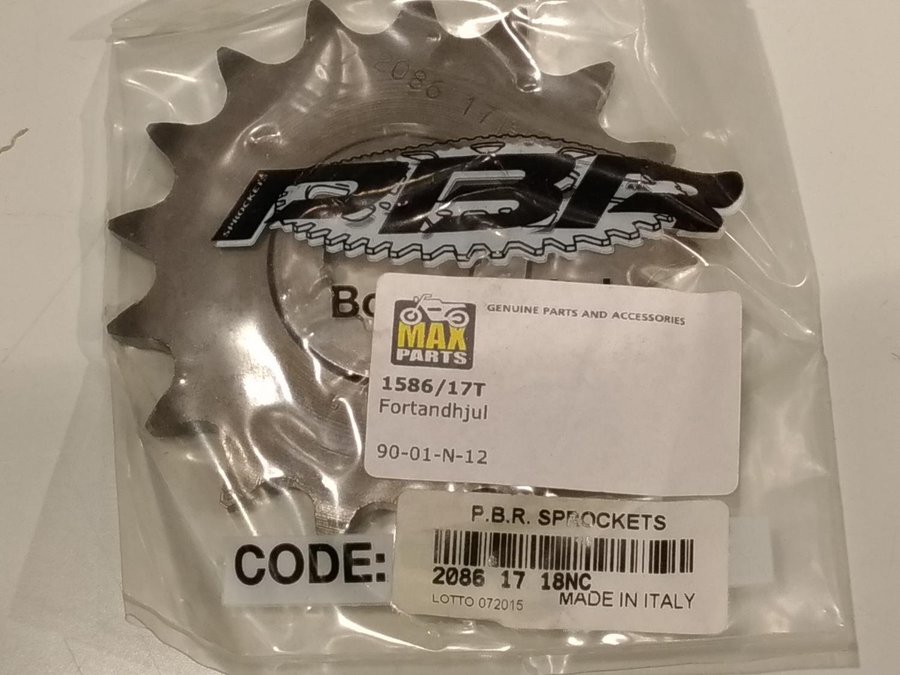 2086 17
SPROCKETS
PBR
Bo
GENUINE PARTS AND ACCESSORIES
MAX
PARTS
1586/17T
Fortandhjul
90-01-N-12
P.B.R. SPROCKETS
CODE:
2086 17 18NC
LOTTO 072015 MADE IN ITALY